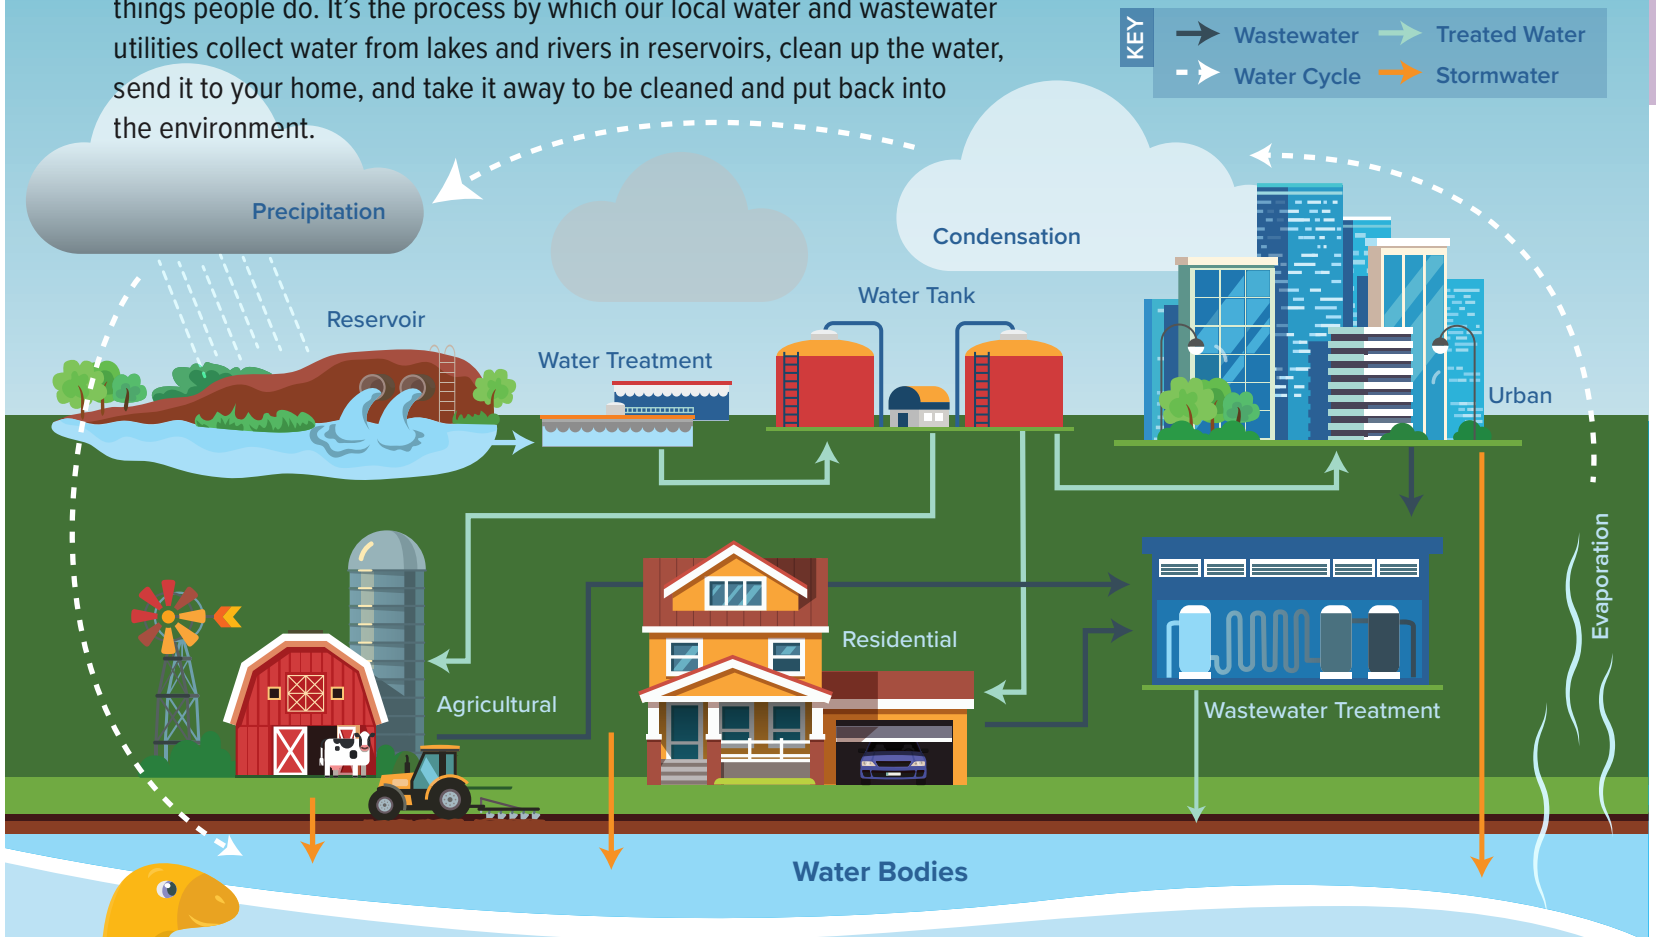 things people do. It's the process by which our local water and wastewater
utilities collect water from lakes and rivers in reservoirs, clean up the water,
send it to your home, and take it away to be cleaned and put back into
the environment.
KEY
Wastewater
Treated Water
Water Cycle
Stormwater
Precipitation
Condensation
Reservoir
Water Tank
Water Treatment
Urban
Evaporation
Residential
Agricultural
Wastewater Treatment
Water Bodies